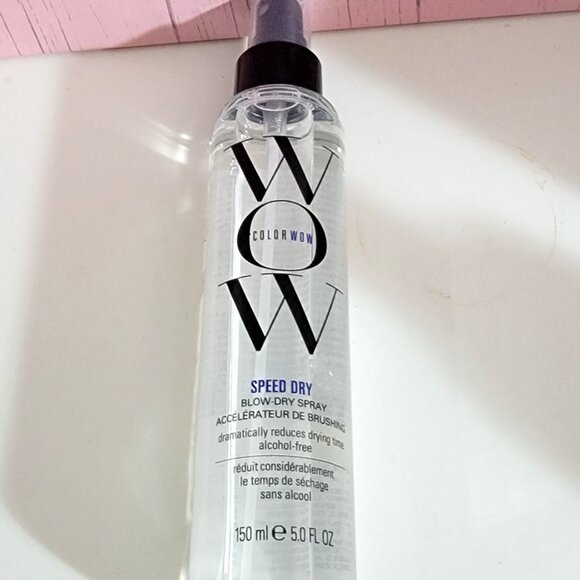 W
COLOR WOW
O
W
SPEED DRY
BLOW-DRY SPRAY
ACCÉLÉRATEUR DE BRUSHING
dramatically reduces drying time
alcohol-free
réduit considérablement
le temps de séchage
sans alcool
150 ml e 5.0 FL OZ